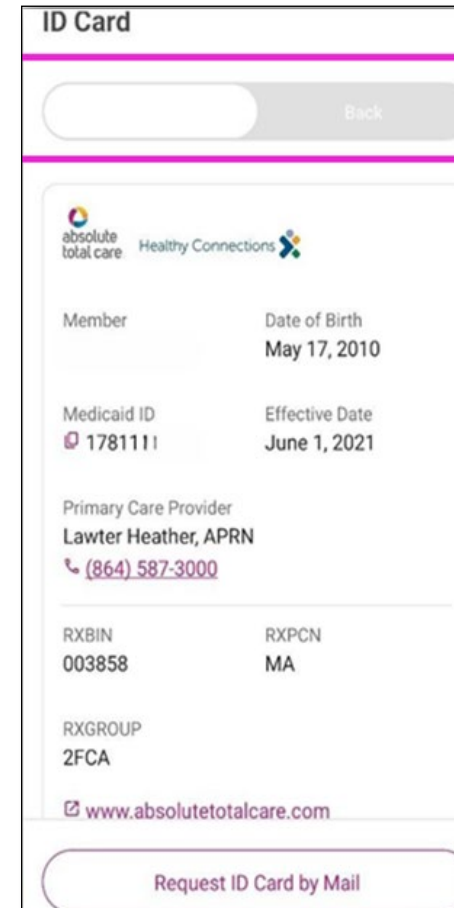 ID Card
Back
absolute
total care
Healthy Connections
Member Date of Birth
May 17, 2010
Medicaid ID Effective Date
1781111 June 1, 2021
Primary Care Provider
Lawter Heather, APRN
(864) 587-3000
RXBIN RXPCN
003858 MA
RXGROUP
2FCA
www.absolutetotalcare.com
Request ID Card by Mail